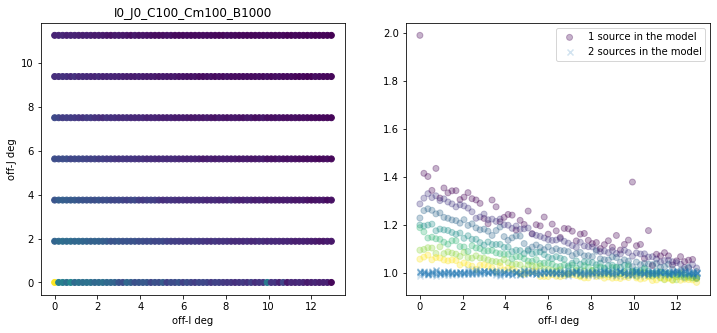 I0_J0_C100_Cm100_B1000
off-J deg
10
8
6
4
2
0
0 2 4 6 8 10 12
off-I deg
2.0
1.8
1.6
1.4
1.2
1.0
0 2 4 6 8 10 12
off-I deg
1 source in the model
2 sources in the model